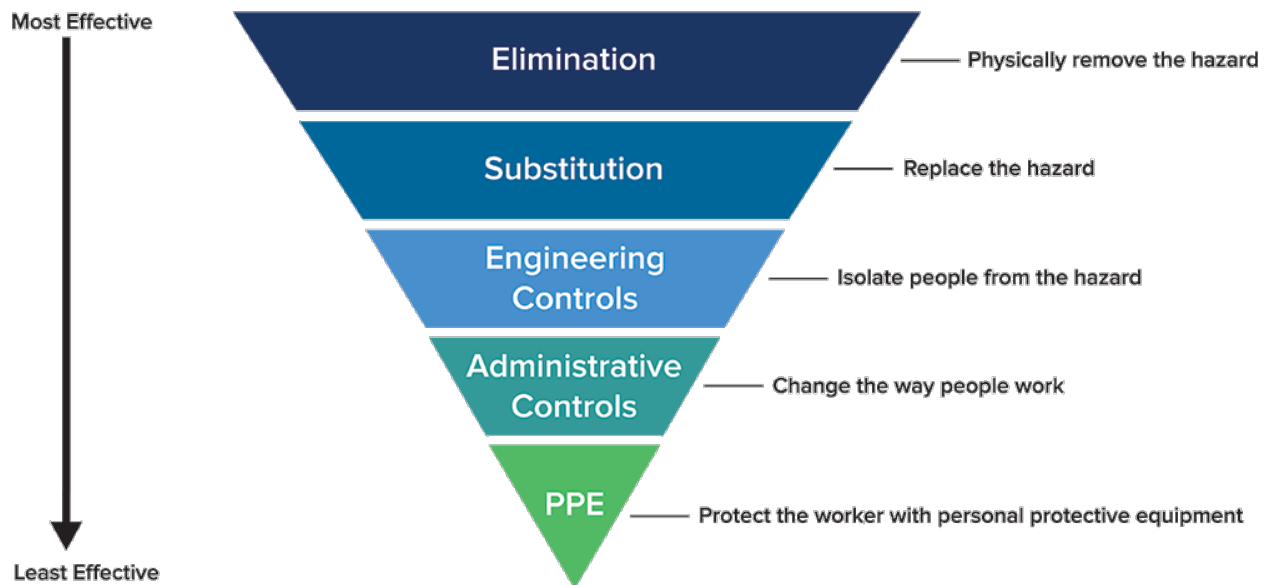 Most Effective
Elimination
Physically remove the hazard
Substitution
Replace the hazard
Engineering
Controls
Isolate people from the hazard
Administrative
Controls
Change the way people work
PPE
Protect the worker with personal protective equipment
Least Effective